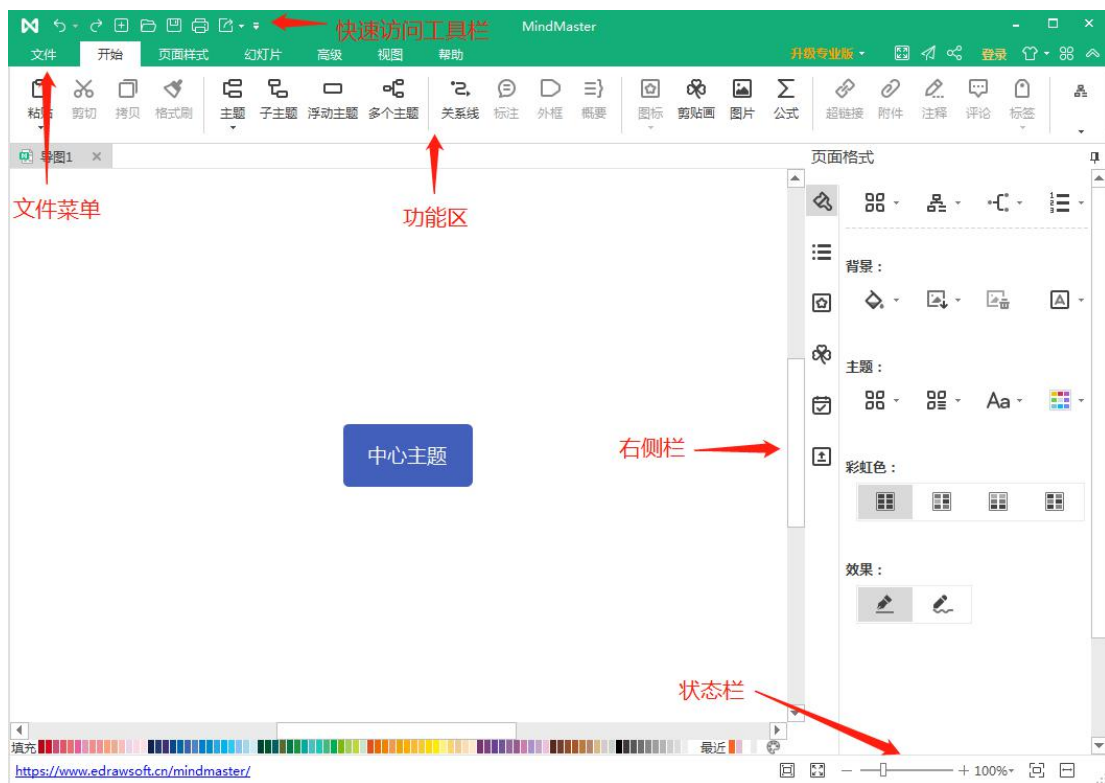 快速访问工具栏 MindMaster
文件 开始 页面样式 幻灯片 高级 视图 帮助 升级专业版 登录
粘贴 剪切 拷贝 格式刷 主题 子主题 浮动主题 多个主题 关系线 标注 外框 概要 图标 剪贴画 图片 公式 超链接 附件 注释 评论 标签
导图1 页面格式
文件菜单 功能区
背景：
主题：
Aa
右侧栏 中心主题
彩虹色：
效果：
状态栏
填充 最近
https://www.edrawsoft.cn/mindmaster/ 100%